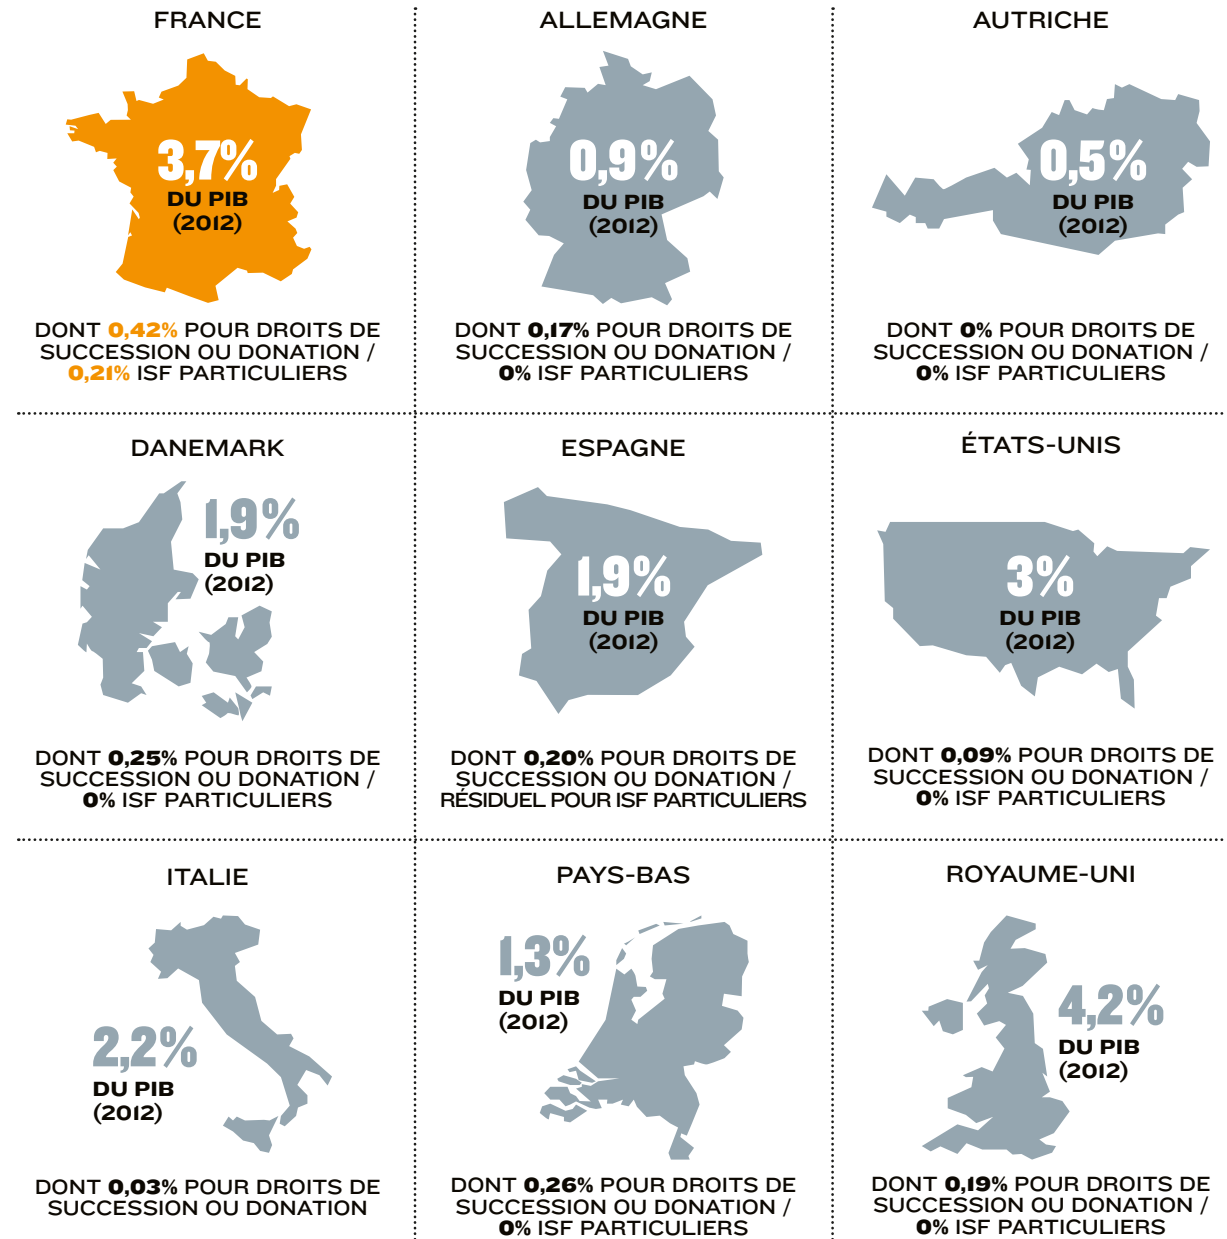 FRANCE
3,7%
DU PIB
(2012)
DONT 0,42% POUR DROITS DE
SUCCESSION OU DONATION /
0,21% ISF PARTICULIERS
ALLEMAGNE
0,9%
DU PIB
(2012)
DONT 0,17% POUR DROITS DE
SUCCESSION OU DONATION /
0% ISF PARTICULIERS
AUTRICHE
0,5%
DU PIB
(2012)
DONT 0% POUR DROITS DE
SUCCESSION OU DONATION /
0% ISF PARTICULIERS
DANEMARK
1,9%
DU PIB
(2012)
DONT 0,25% POUR DROITS DE
SUCCESSION OU DONATION /
0% ISF PARTICULIERS
ESPAGNE
1,9%
DU PIB
(2012)
DONT 0,20% POUR DROITS DE
SUCCESSION OU DONATION /
RÉSIDUEL POUR ISF PARTICULIERS
ÉTATS-UNIS
3%
DU PIB
(2012)
DONT 0,09% POUR DROITS DE
SUCCESSION OU DONATION /
0% ISF PARTICULIERS
ITALIE
2,2%
DU PIB
(2012)
DONT 0,03% POUR DROITS DE
SUCCESSION OU DONATION
PAYS-BAS
1,3%
DU PIB
(2012)
DONT 0,26% POUR DROITS DE
SUCCESSION OU DONATION /
0% ISF PARTICULIERS
ROYAUME-UNI
4,2%
DU PIB
(2012)
DONT 0,19% POUR DROITS DE
SUCCESSION OU DONATION /
0% ISF PARTICULIERS